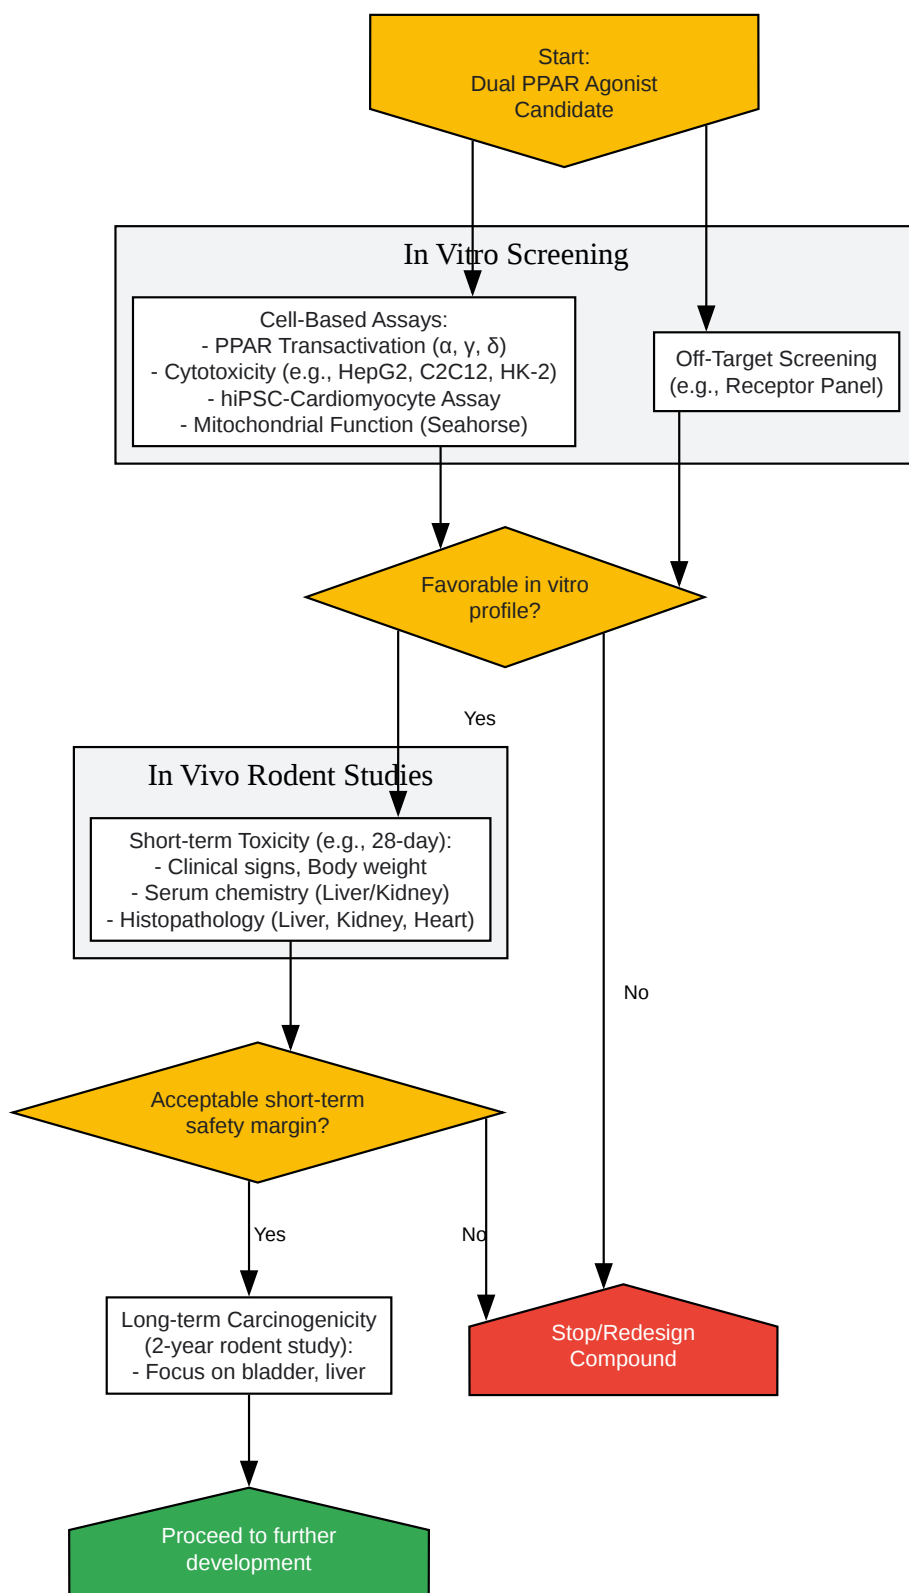 Start:
Dual PPAR Agonist
Candidate
In Vitro Screening
Cell-Based Assays:
- PPAR Transactivation (α, γ, δ)
- Cytotoxicity (e.g., HepG2, C2C12, HK-2)
- hiPSC-Cardiomyocyte Assay
- Mitochondrial Function (Seahorse)
Off-Target Screening
(e.g., Receptor Panel)
Favorable in vitro
profile?
Yes
In Vivo Rodent Studies
Short-term Toxicity (e.g., 28-day):
- Clinical signs, Body weight
- Serum chemistry (Liver/Kidney)
- Histopathology (Liver, Kidney, Heart)
No
Acceptable short-term
safety margin?
Yes
No
Long-term Carcinogenicity
(2-year rodent study):
- Focus on bladder, liver
Stop/Redesign
Compound
Proceed to further
development